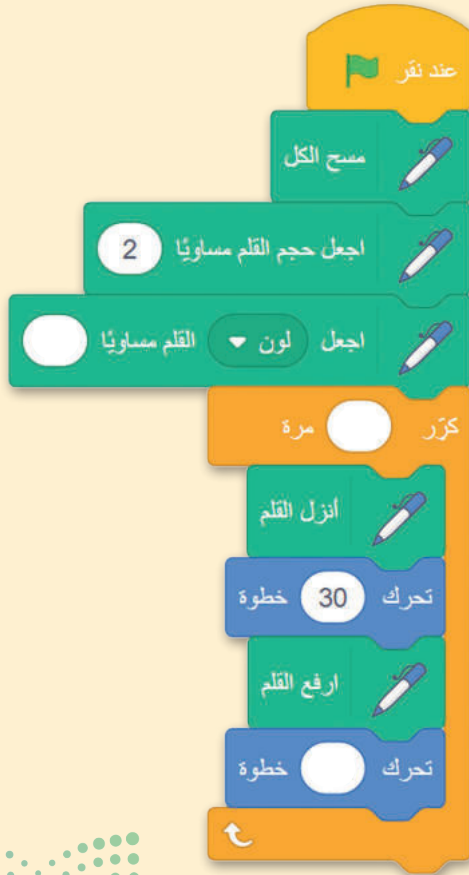 عند نقر
مسح الكل
اجعل حجم القلم مساويًا 2
اجعل لون القلم مساويًا
كرّر مرة
أنزل القلم
تحرك 30 خطوة
ارفع القلم
تحرك خطوة